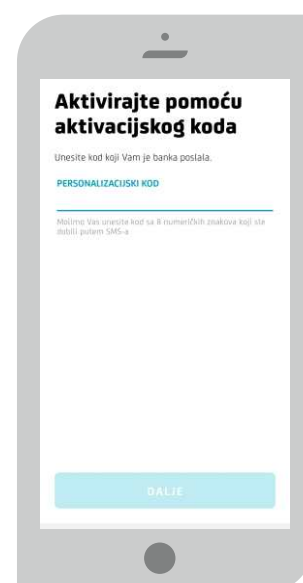 Aktivirajte pomoću
aktivacijskog koda
Unesite kod koji Vam je banka poslala.
PERSONALIZACIJSKI KOD
Molimo Vas unesite kod sa 8 numeričkih znakova koji ste
dobili putem SMS-a
DALJE